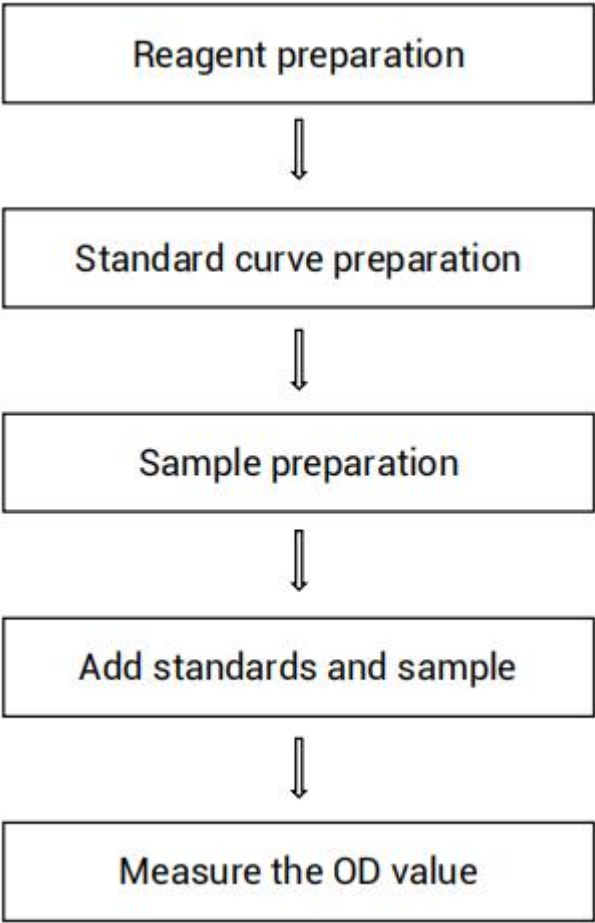 Reagent preparation
Standard curve preparation
Sample preparation
Add standards and sample
Measure the OD value